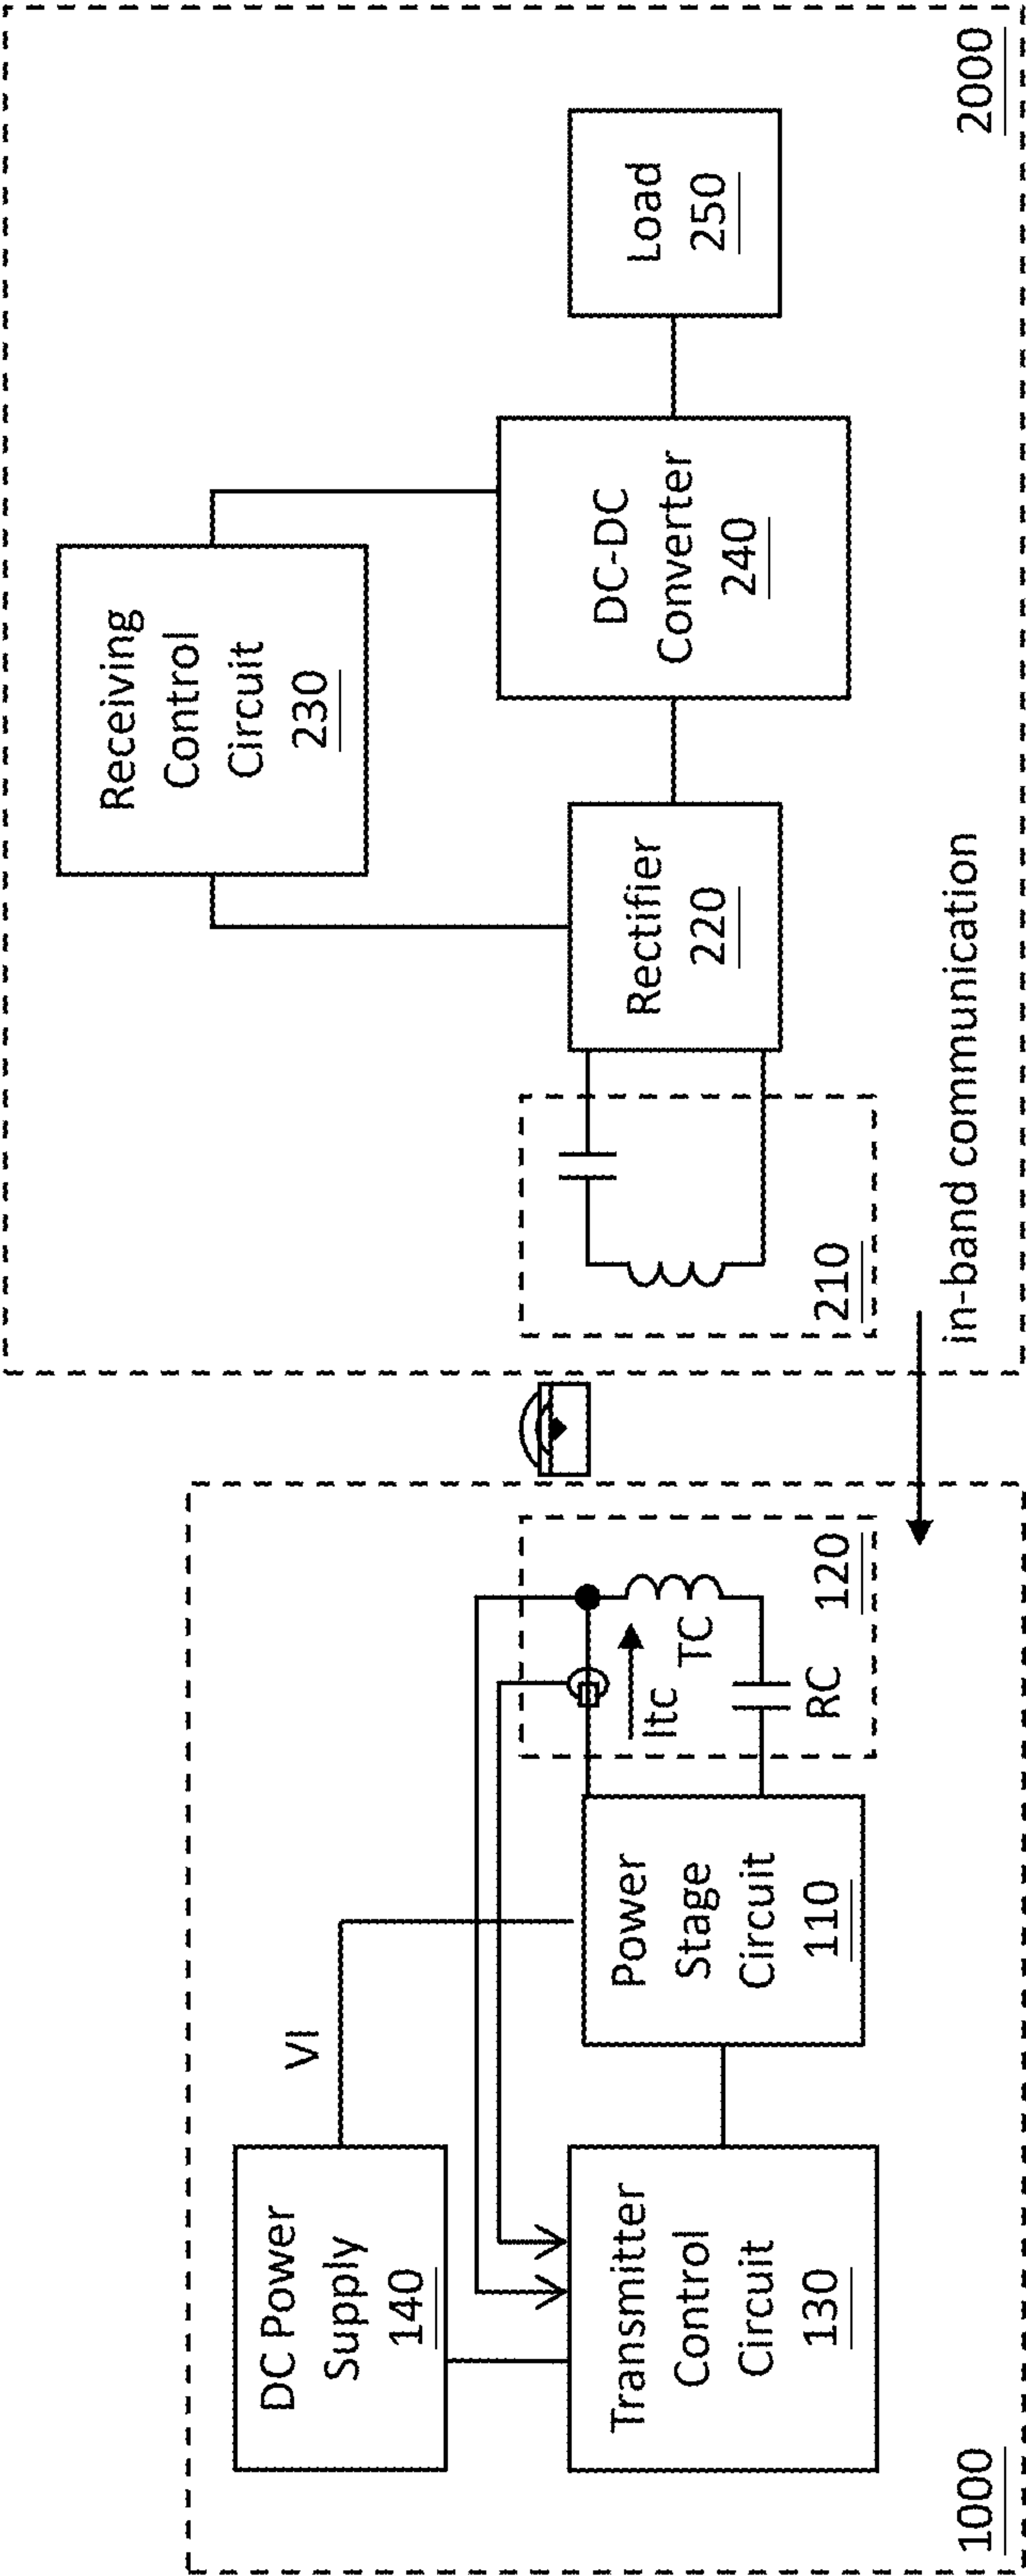 DC Power
Supply
140
VI
Transmitter
Control
Circuit
130
Power
Stage
Circuit
110
Itc
TC
RC
120
1000
in-band communication
210
Rectifier
220
Receiving
Control
Circuit
230
DC-DC
Converter
240
Load
250
2000